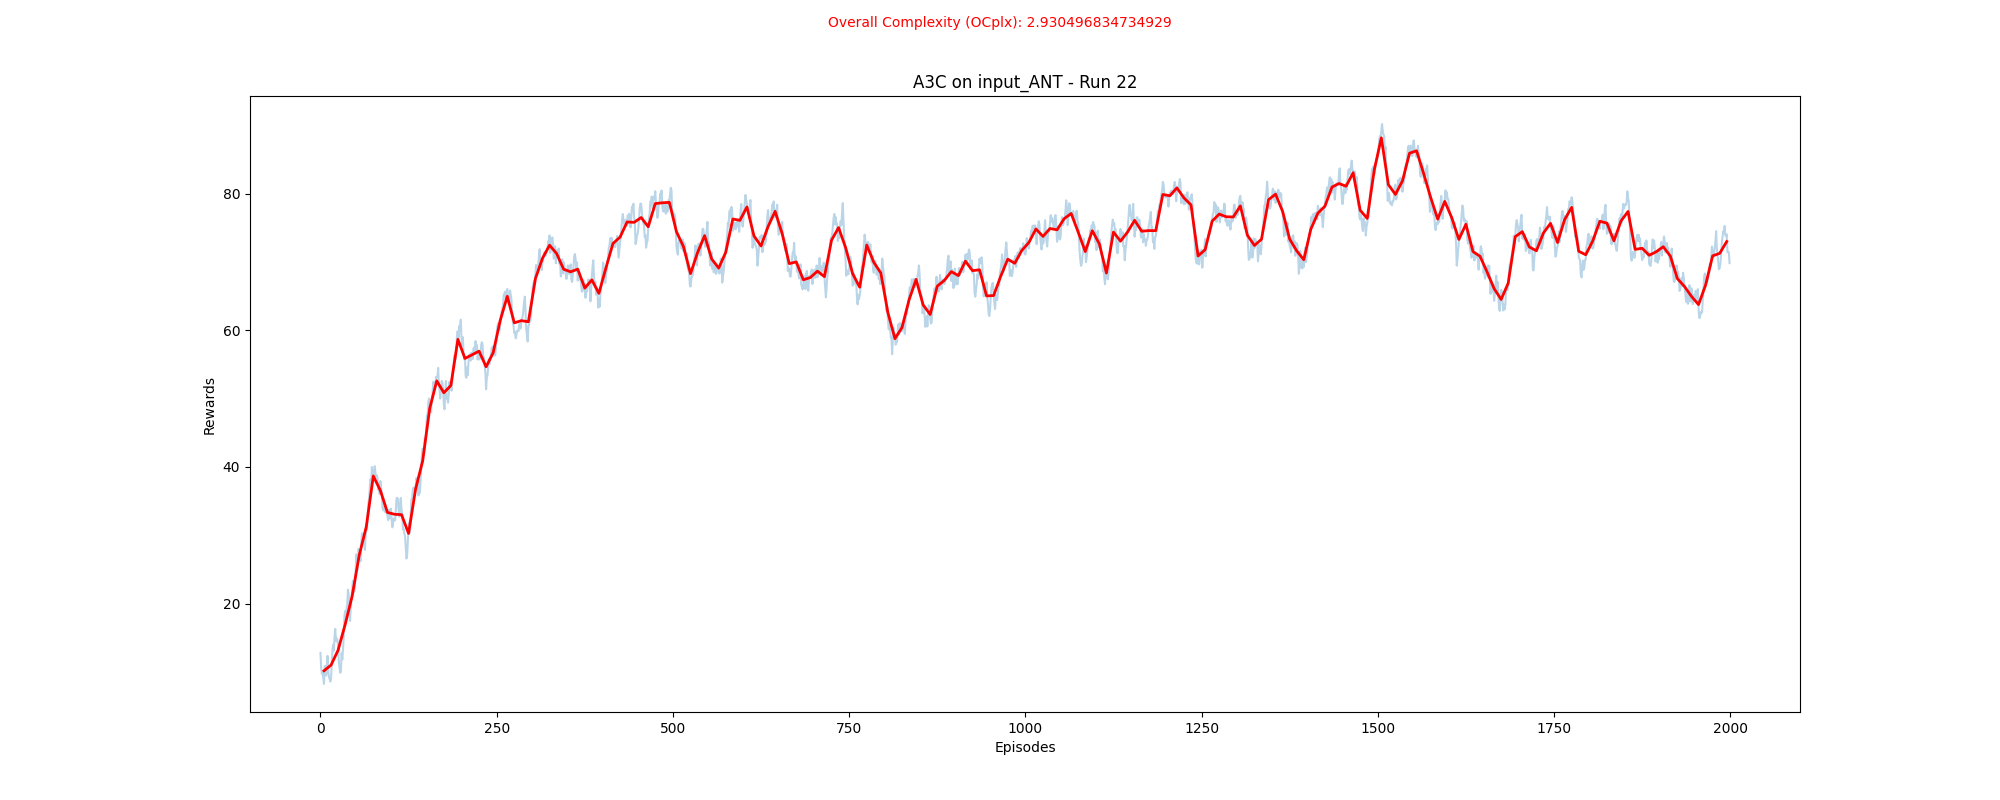 Overall Complexity (OCplx): 2.930496834734929
A3C on input_ANT - Run 22
80
60
40
20
Rewards
0 250 500 750 1000 1250 1500 1750 2000
Episodes